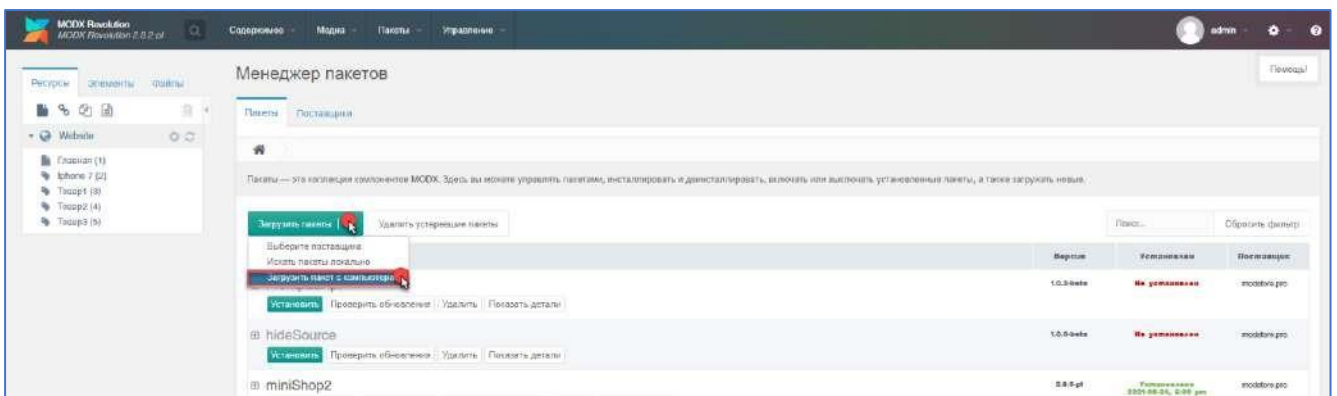 MODX Revolution
MODX Revolution 2.8.2-pl
Содержимое
Медиа
Пакеты
Управление
admin
Ресурсы
Элементы
Файлы
Website
Главная (1)
Iphone 7 (2)
Товар1 (3)
Товар2 (4)
Товар3 (5)
Менеджер пакетов
Помощь!
Пакеты
Поставщики
Пакеты — это коллекция компонентов MODX. Здесь вы можете управлять пакетами, инсталлировать и деинсталлировать, включать или выключать установленные пакеты, а также загружать новые.
Загрузить пакеты
Удалить устаревшие пакеты
Поиск...
Сбросить фильтр
Выберите поставщика
Искать пакеты локально
Загрузить пакет с компьютера
Версия
Установлен
Поставщик
Не установлен
modstore.pro
Установить
Проверить обновления
Удалить
Показать детали
hideSource
Не установлен
modstore.pro
Установить
Проверить обновления
Удалить
Показать детали
miniShop2
modstore.pro